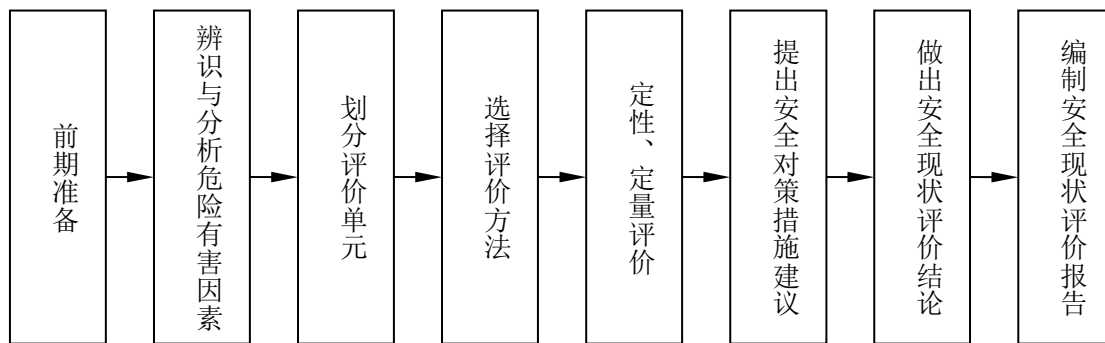 前期准备
辨识与分析危险有害因素
划分评价单元
选择评价方法
定性、定量评价
提出安全对策措施建议
做出安全现状评价结论
编制安全现状评价报告